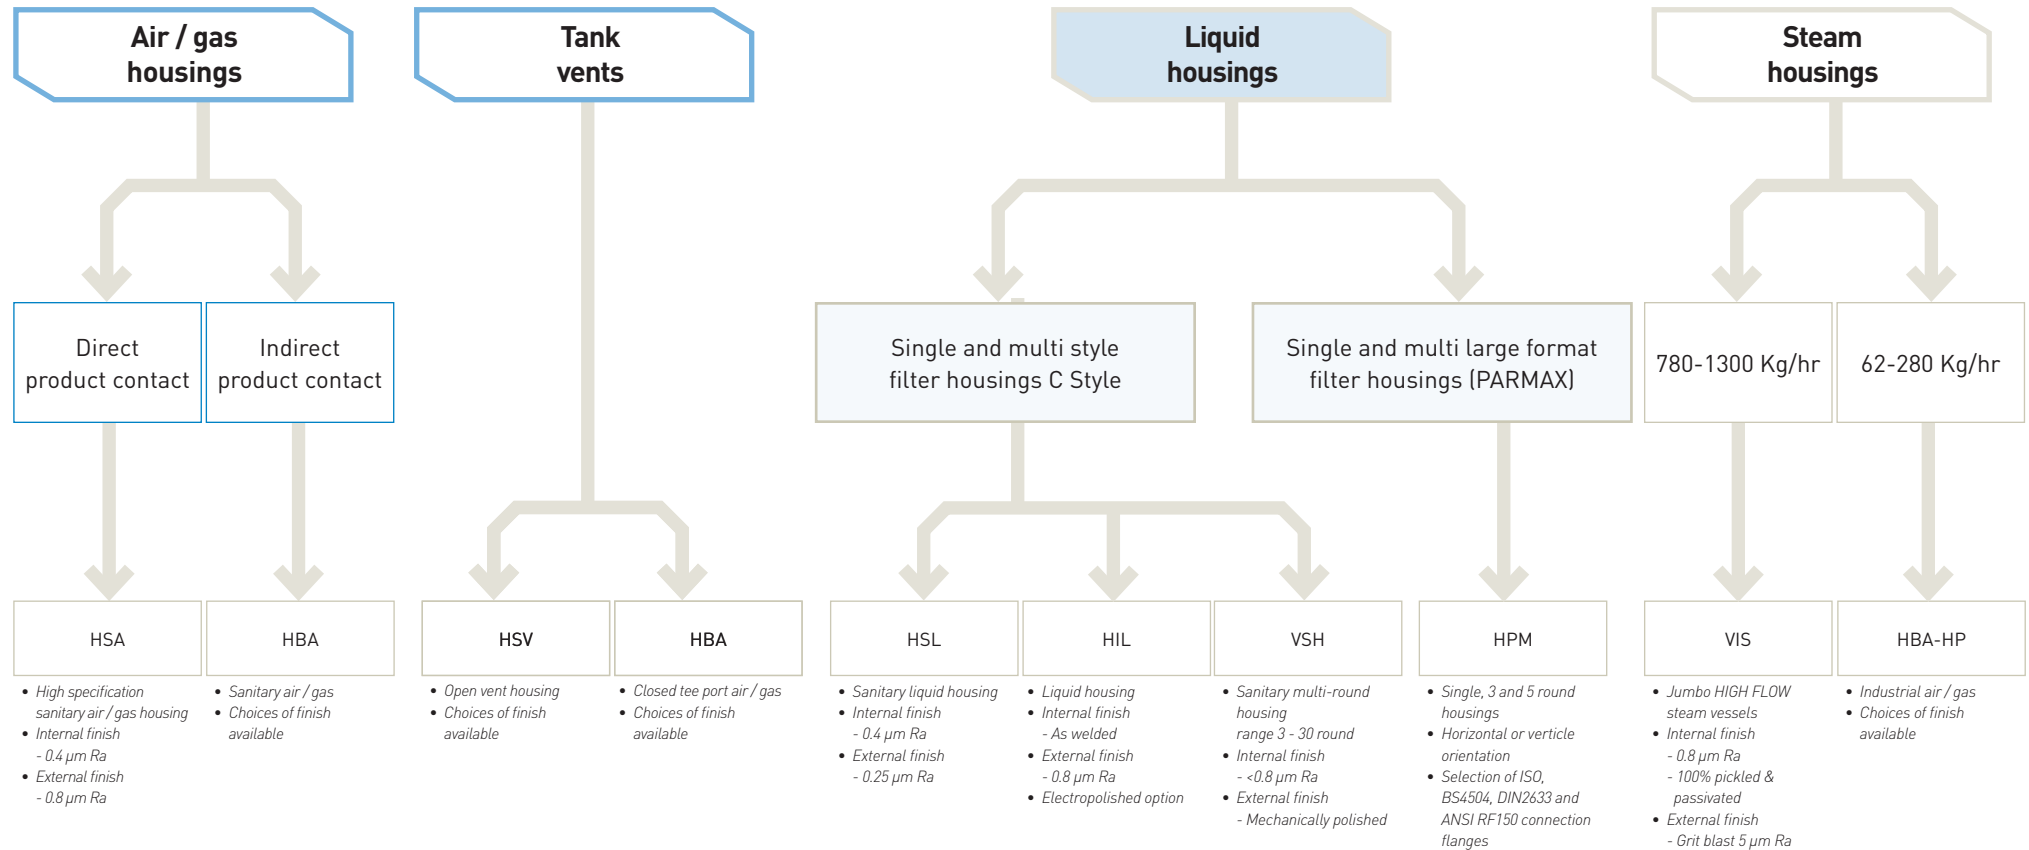 Air / gas
housings
Tank
vents
Liquid
housings
Steam
housings
Direct
product contact
Indirect
product contact
Single and multi style
filter housings C Style
Single and multi large format
filter housings (PARMAX)
780-1300 Kg/hr
62-280 Kg/hr
HSA
• High specification
sanitary air / gas housing
• Internal finish
- 0.4 µm Ra
• External finish
- 0.8 µm Ra
HBA
• Sanitary air / gas
• Choices of finish
available
HSV
• Open vent housing
• Choices of finish
available
HBA
• Closed tee port air / gas
• Choices of finish
available
HSL
• Sanitary liquid housing
• Internal finish
- 0.4 µm Ra
• External finish
- 0.25 µm Ra
HIL
• Liquid housing
• Internal finish
- As welded
• External finish
- 0.8 µm Ra
• Electropolished option
VSH
• Sanitary multi-round
housing
range 3 - 30 round
• Internal finish
- <0.8 µm Ra
• External finish
- Mechanically polished
HPM
• Single, 3 and 5 round
housings
• Horizontal or verticle
orientation
• Selection of ISO,
BS4504, DIN2633 and
ANSI RF150 connection
flanges
VIS
• Jumbo HIGH FLOW
steam vessels
• Internal finish
- 0.8 µm Ra
- 100% pickled &
passivated
• External finish
- Grit blast 5 µm Ra
HBA-HP
• Industrial air / gas
• Choices of finish
available